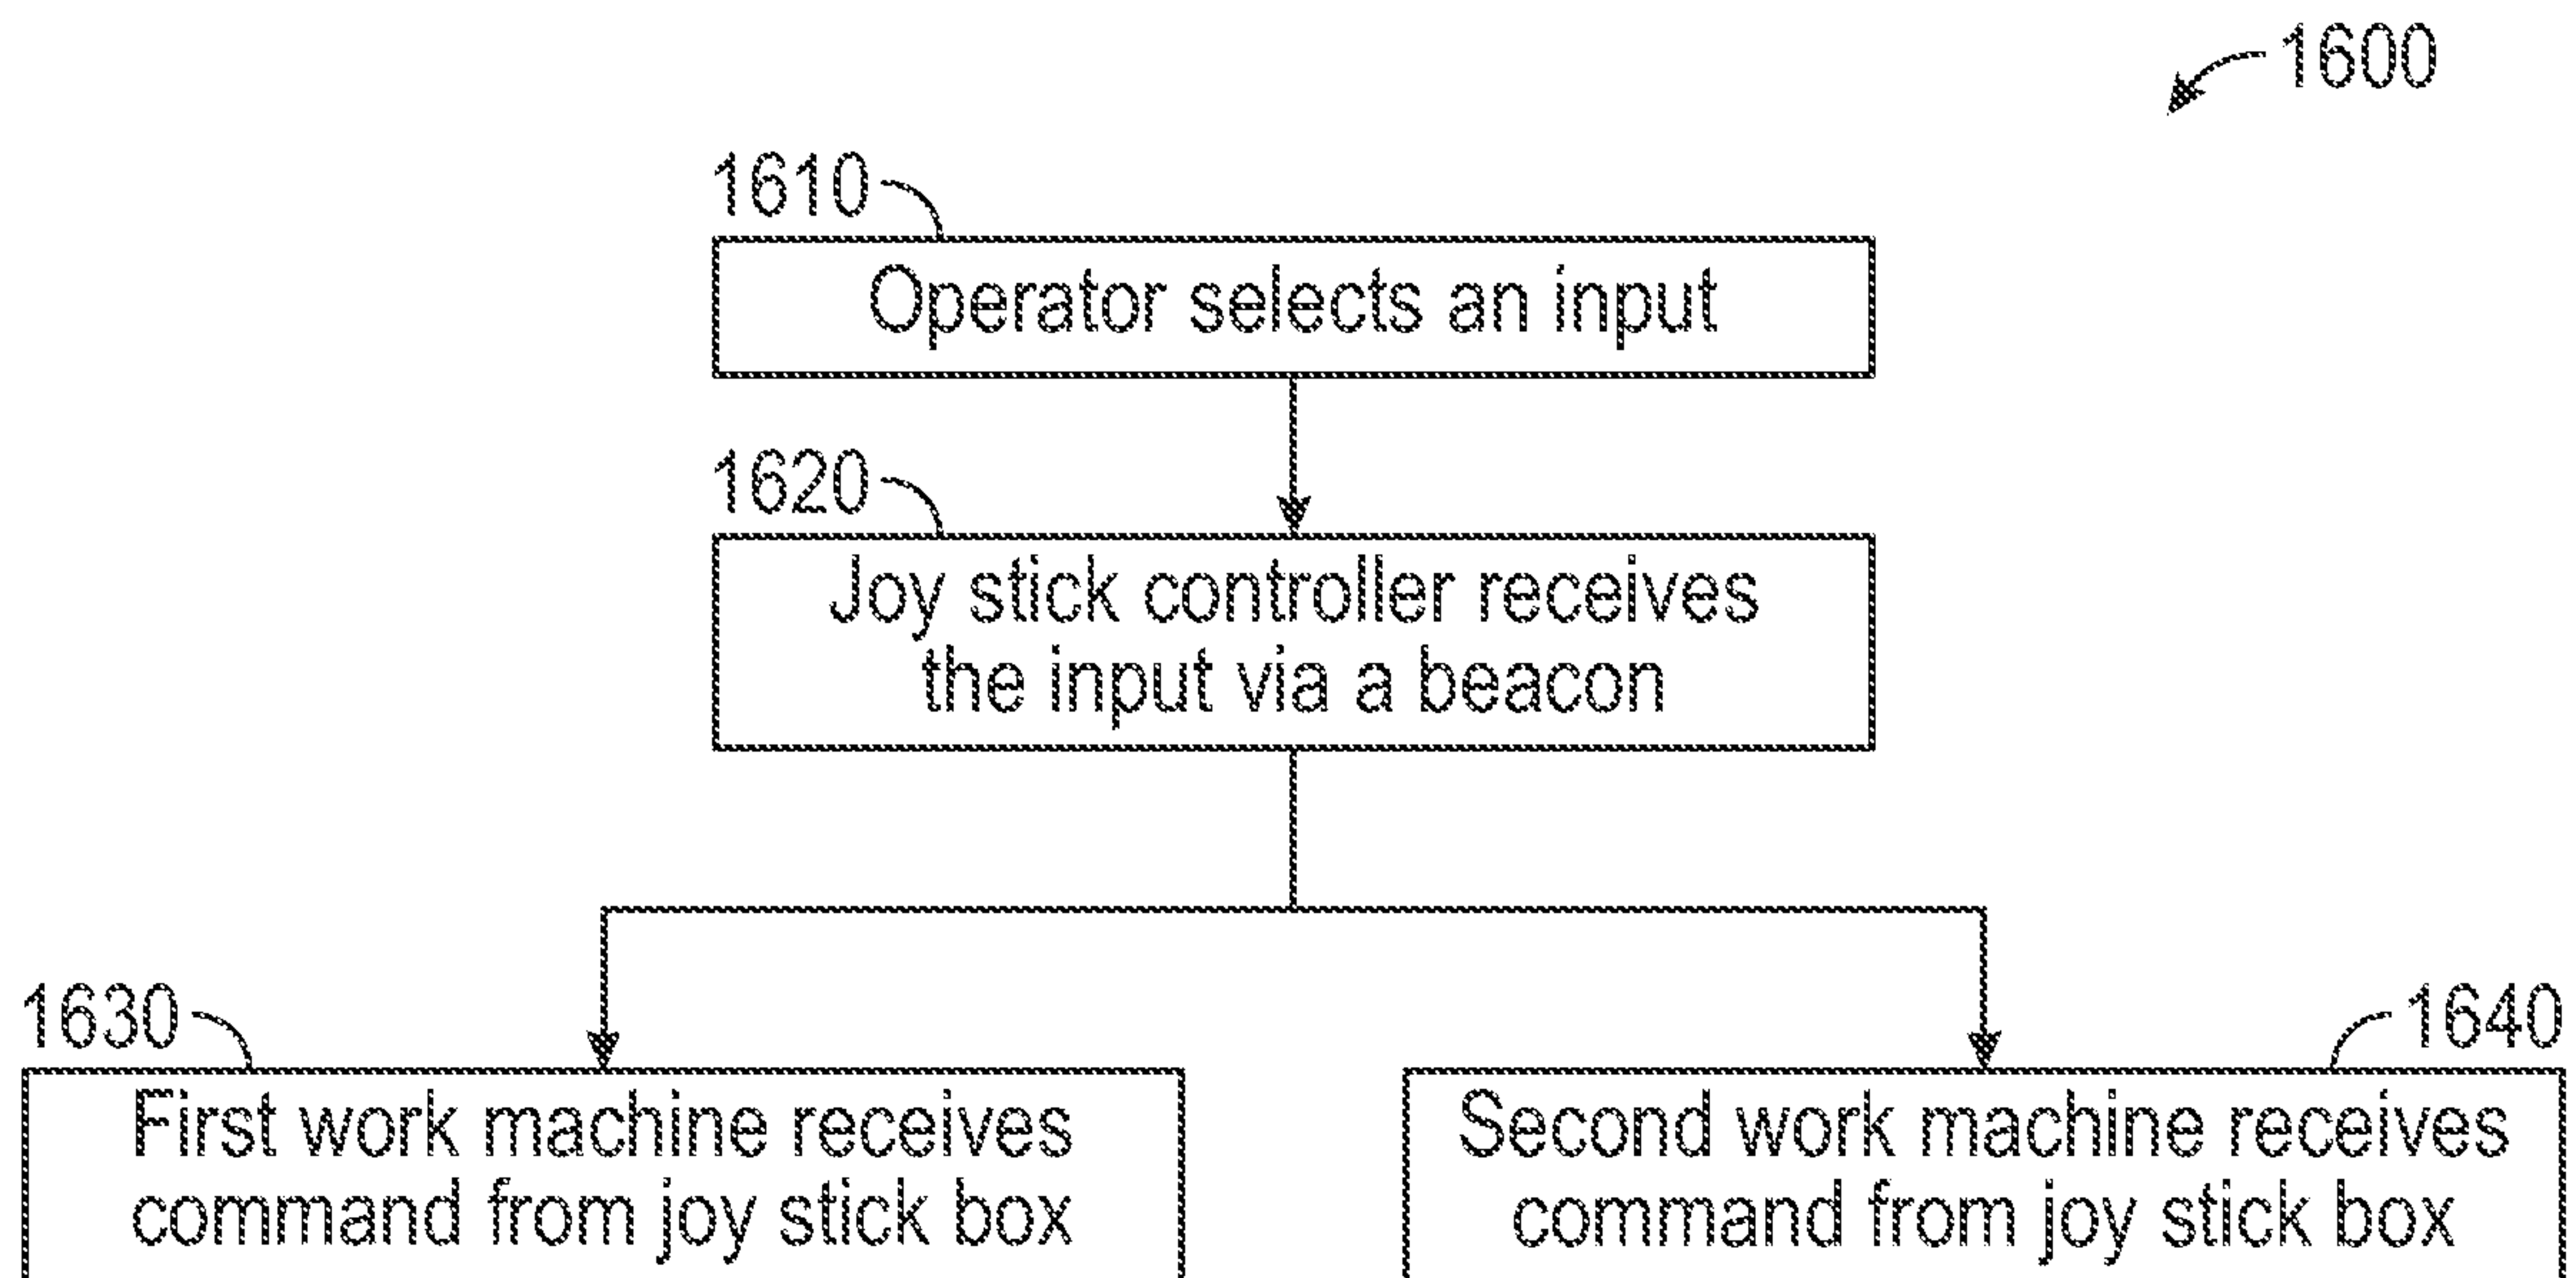 1600
1610
Operator selects an input
1620
Joy stick controller receives
the input via a beacon
1630
First work machine receives
command from joy stick box
1640
Second work machine receives
command from joy stick box